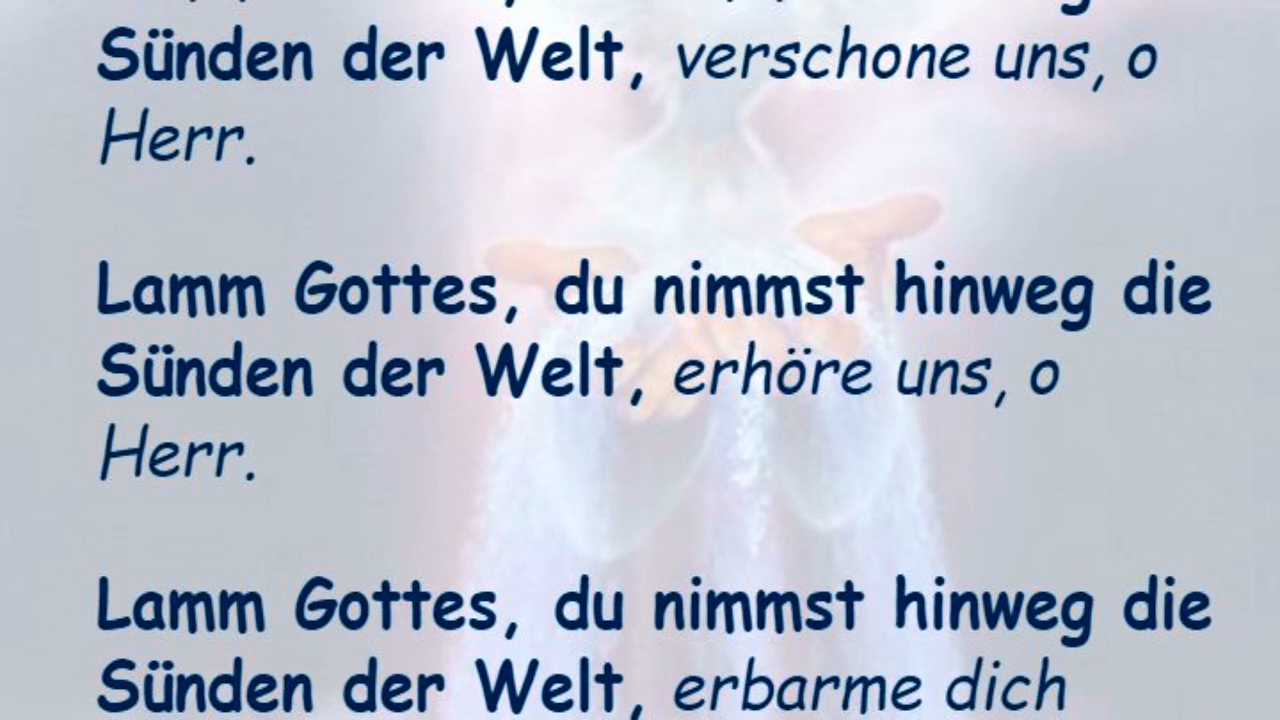 Sünden der Welt, verschone uns, o
Herr.
Lamm Gottes, du nimmst hinweg die
Sünden der Welt, erhöre uns, o
Herr.
Lamm Gottes, du nimmst hinweg die
Sünden der Welt, erbarme dich